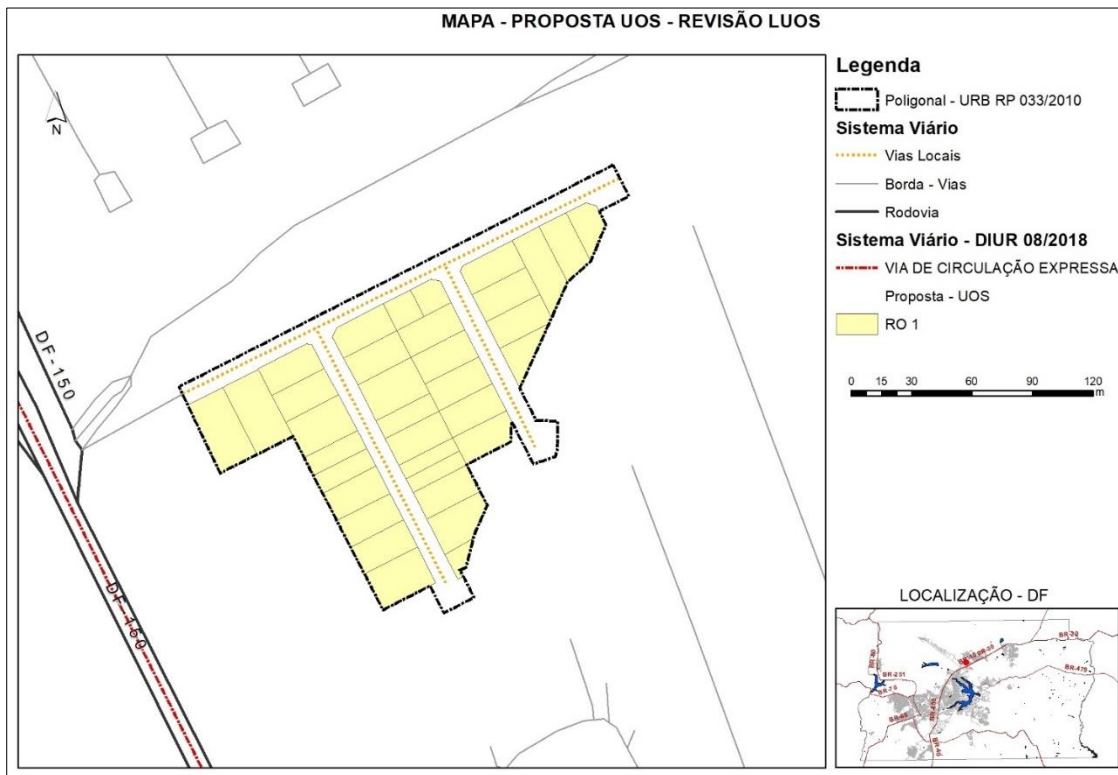 MAPA - PROPOSTA UOS - REVISÃO LUOS
N
DF-150
DF-150
Legenda
Poligonal - URB RP 033/2010
Sistema Viário
Vias Locais
Borda - Vias
Rodovia
Sistema Viário - DIUR 08/2018
VIA DE CIRCULAÇÃO EXPRESSA
Proposta - UOS
RO 1
0 15 30 60 90 120
m
LOCALIZAÇÃO - DF
BR-251